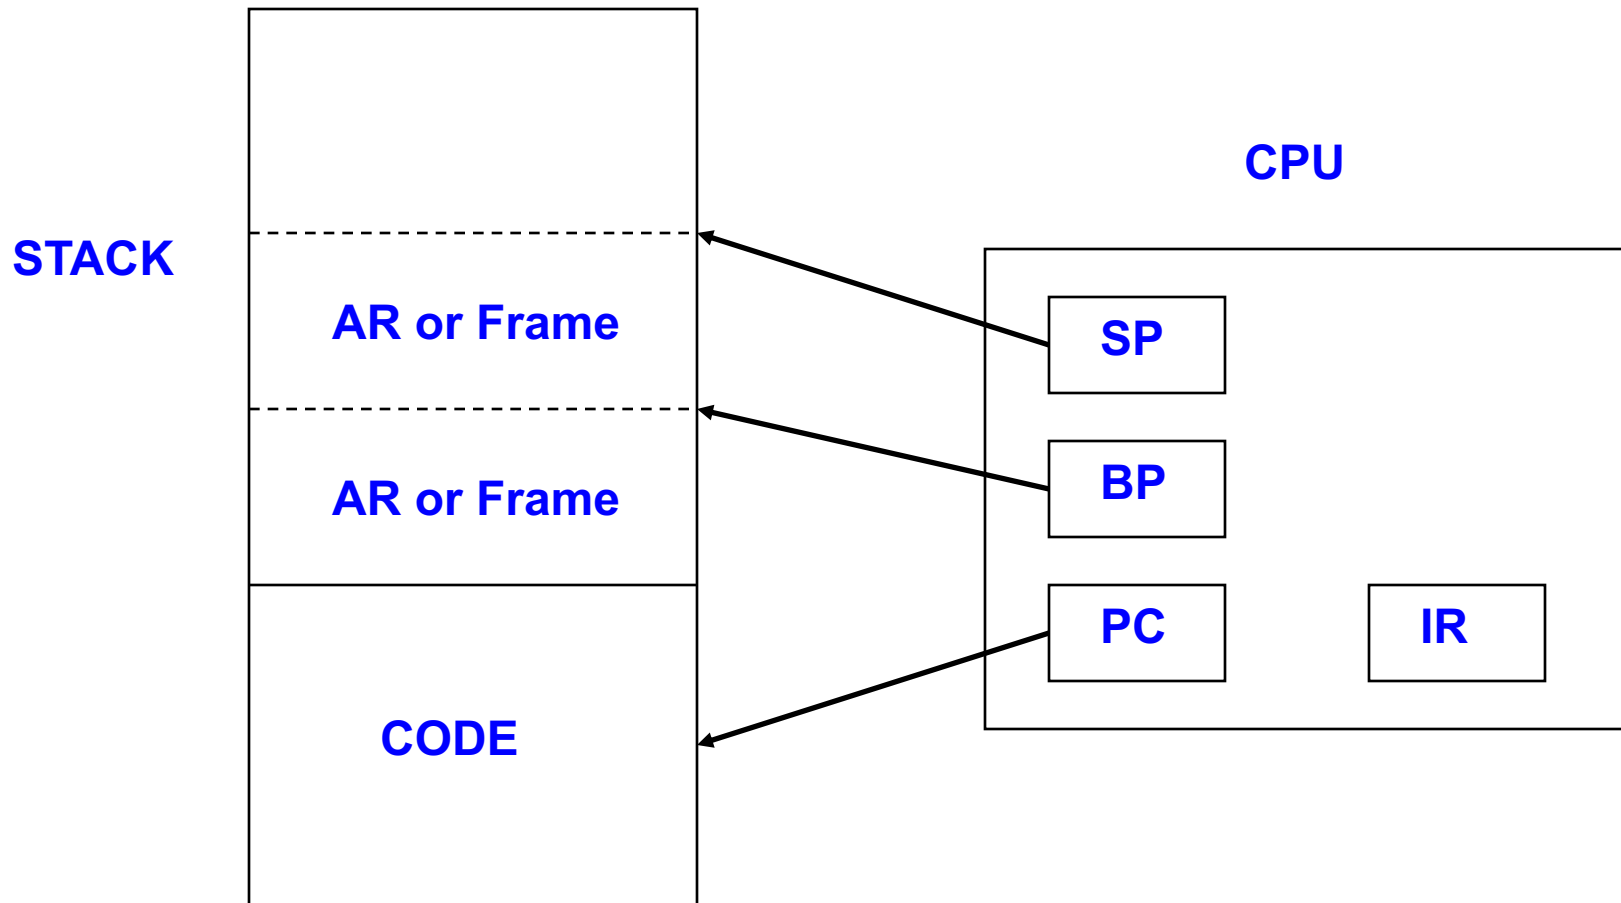 CPU
STACK
AR or Frame
SP
AR or Frame
BP
PC
IR
CODE